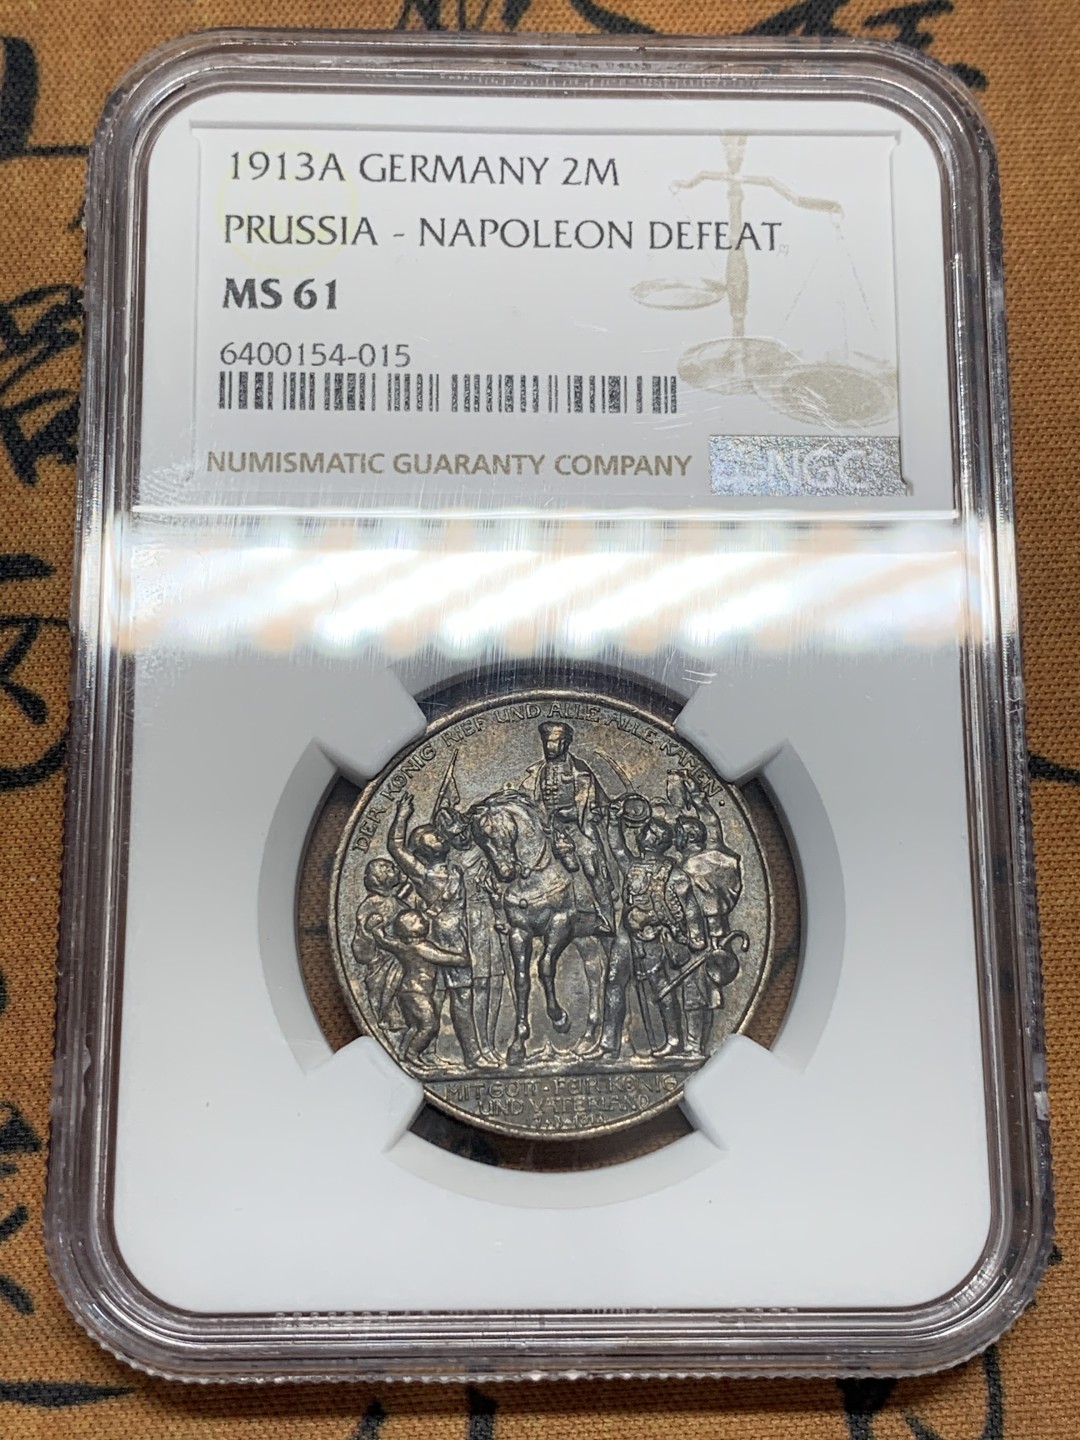 1913A GERMANY 2M
PRUSSIA - NAPOLEON DEFEAT
MS 61
6400154-015
NUMISMATIC GUARANTY COMPANY
NGC
DER KÖNIG RIEF UND ALLE ALLE KAMEN
MIT GOTT · FÜR KÖNIG
UND VATERLAND